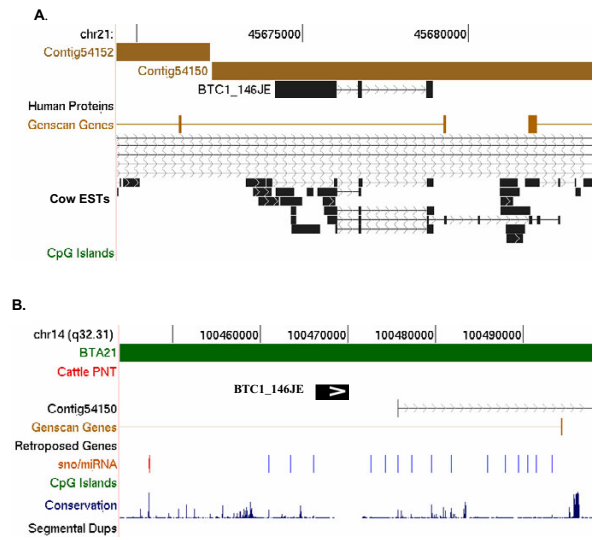 A.
chr21: 45675000 45680000
Contig54152
Contig54150
BTC1_146JE
Human Proteins
Genscan Genes
Cow ESTs
CpG Islands
B.
chr14 (q32.31) 100460000 100470000 100480000 100490000
BTA21
Cattle PNT
BTC1_146JE
Contig54150
Genscan Genes
Retroposed Genes
sno/miRNA
CpG Islands
Conservation
Segmental Dups